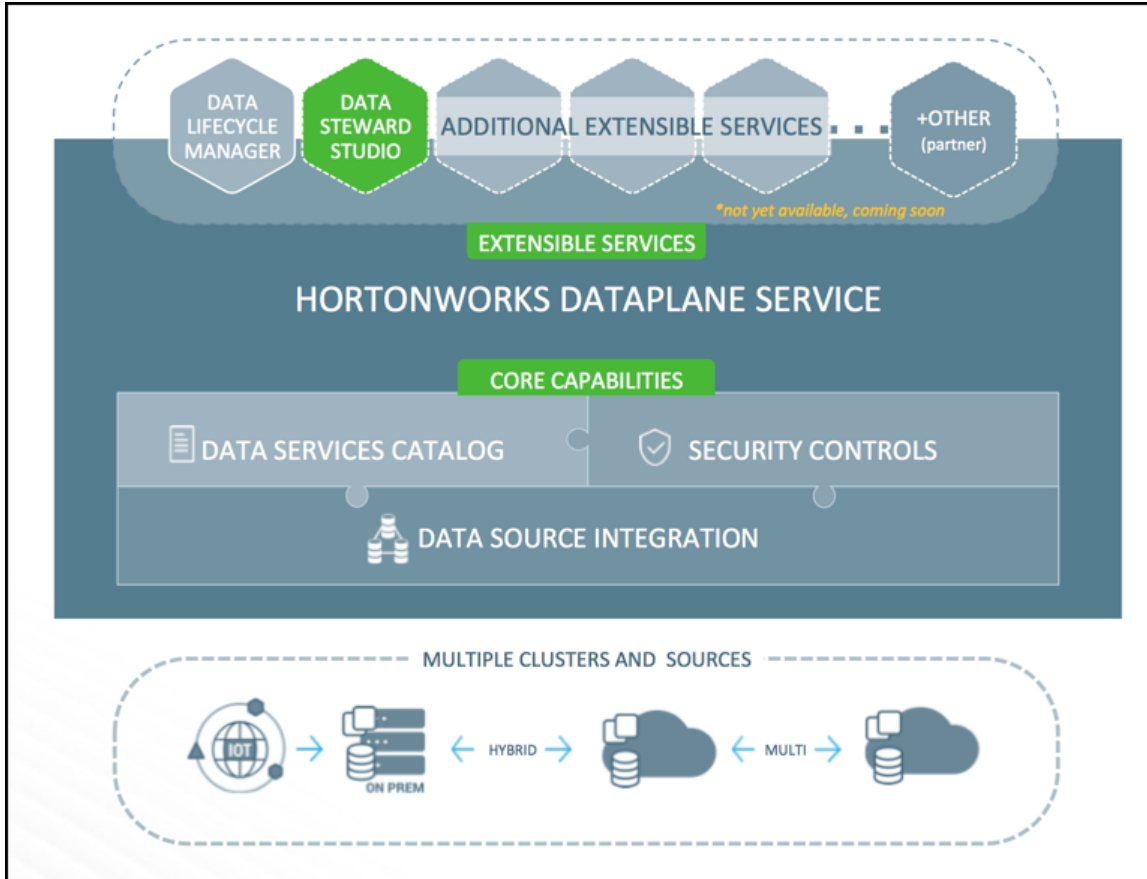 DATA
LIFECYCLE
MANAGER
DATA
STEWARD
STUDIO
ADDITIONAL EXTENSIBLE SERVICES
+OTHER
(partner)
*not yet available, coming soon
EXTENSIBLE SERVICES
HORTONWORKS DATAPLANE SERVICE
CORE CAPABILITIES
DATA SERVICES CATALOG
SECURITY CONTROLS
DATA SOURCE INTEGRATION
MULTIPLE CLUSTERS AND SOURCES
IOT
ON PREM
HYBRID
MULTI